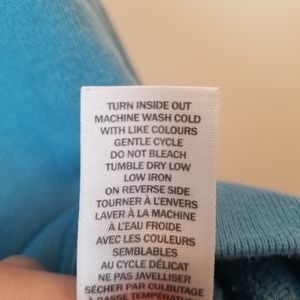 TURN INSIDE OUT
MACHINE WASH COLD
WITH LIKE COLOURS
GENTLE CYCLE
DO NOT BLEACH
TUMBLE DRY LOW
LOW IRON
ON REVERSE SIDE
TOURNER À L'ENVERS
LAVER À LA MACHINE
À L'EAU FROIDE
AVEC LES COULEURS
SEMBLABLES
AU CYCLE DÉLICAT
NE PAS JAVELLISER
SÉCHER PAR CULBUTAGE
À BASSE TEMPÉRATURE